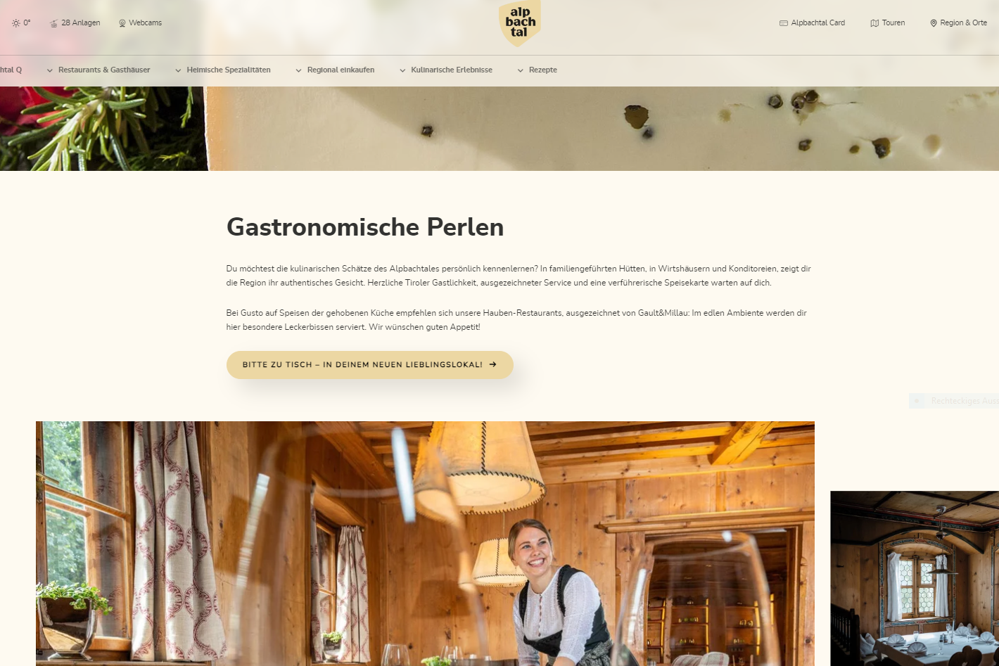 0°
28 Anlagen
Webcams
alp
bach
tal
Alpbachtal Card
Touren
Region & Orte
htal Q
Restaurants & Gasthäuser
Heimische Spezialitäten
Regional einkaufen
Kulinarische Erlebnisse
Rezepte
Gastronomische Perlen
Du möchtest die kulinarischen Schätze des Alpbachtales persönlich kennenlernen? In familiengeführten Hütten, in Wirtshäusern und Konditoreien, zeigt dir
die Region ihr authentisches Gesicht. Herzliche Tiroler Gastlichkeit, ausgezeichneter Service und eine verführerische Speisekarte warten auf dich.
Bei Gusto auf Speisen der gehobenen Küche empfehlen sich unsere Hauben-Restaurants, ausgezeichnet von Gault&Millau: Im edlen Ambiente werden dir
hier besondere Leckerbissen serviert. Wir wünschen guten Appetit!
BITTE ZU TISCH – IN DEINEM NEUEN LIEBLINGSLOKAL!
Rechteckiges